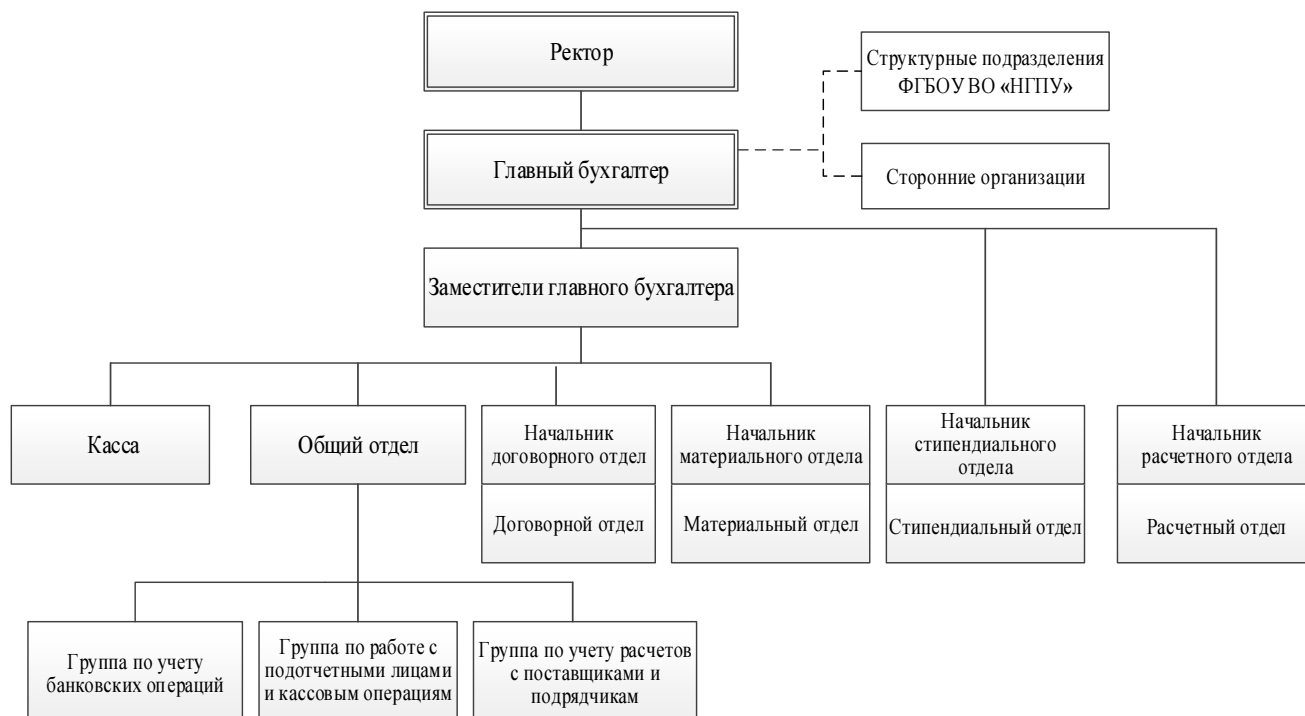 Ректор
Структурные подразделения
ФГБОУ ВО «НГПУ»
Главный бухгалтер
Сторонние организации
Заместители главного бухгалтера
Касса
Общий отдел
Начальник
договорного отдел
Начальник
материального отдела
Начальник
стипендиального
отдела
Начальник
расчетного отдела
Договорной отдел
Материальный отдел
Стипендиальный отдел
Расчетный отдел
Группа по учету
банковских операций
Группа по работе с
подотчетными лицами
и кассовым операциям
Группа по учету расчетов
с поставщиками и
подрядчикам